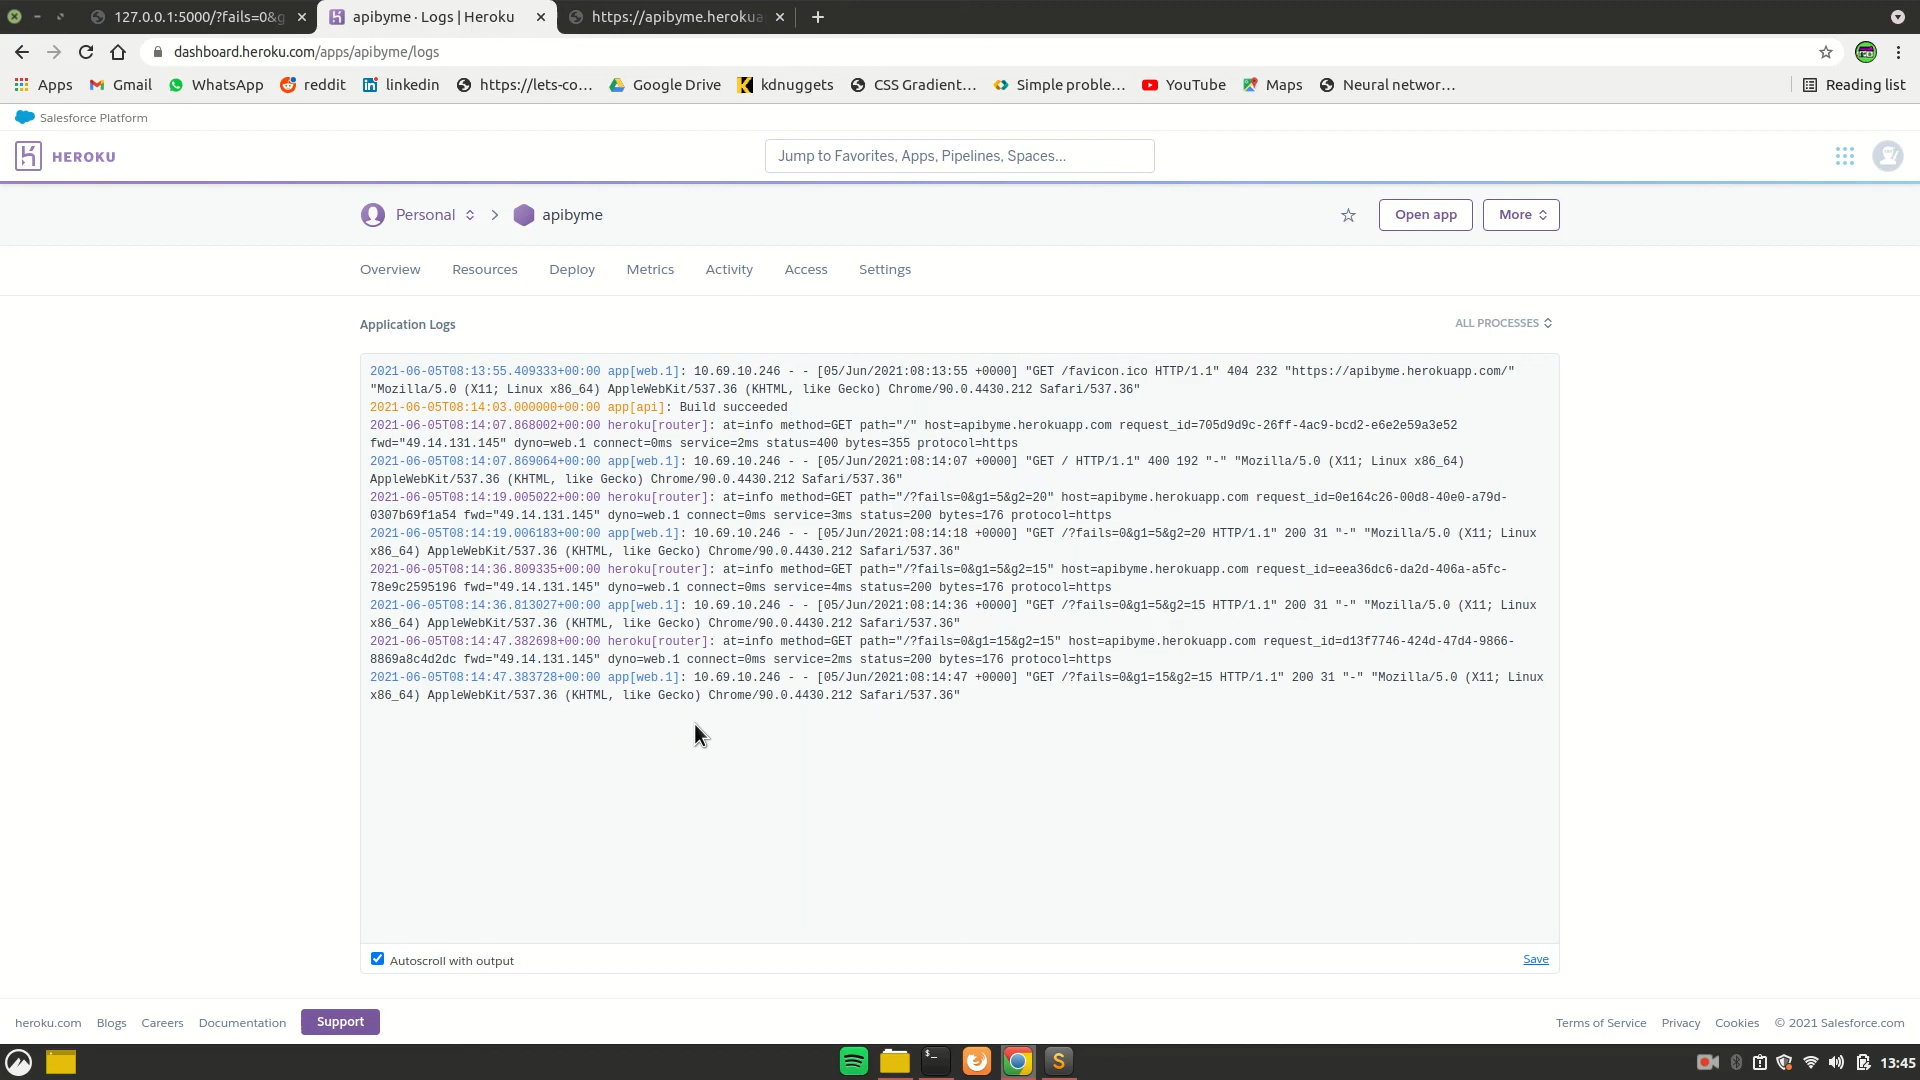 127.0.0.1:5000/?fails=0&g
apibyme · Logs | Heroku
https://apibyme.herokua
dashboard.heroku.com/apps/apibyme/logs
Apps
Gmail
WhatsApp
reddit
linkedin
https://lets-co...
Google Drive
kdnuggets
CSS Gradient...
Simple proble...
YouTube
Maps
Neural networ...
Reading list
Salesforce Platform
HEROKU
Jump to Favorites, Apps, Pipelines, Spaces...
Personal
apibyme
Open app
More
Overview
Resources
Deploy
Metrics
Activity
Access
Settings
Application Logs
ALL PROCESSES
2021-06-05T08:13:55.409333+00:00 app[web.1]: 10.69.10.246 - - [05/Jun/2021:08:13:55 +0000] "GET /favicon.ico HTTP/1.1" 404 232 "https://apibyme.herokuapp.com/"
"Mozilla/5.0 (X11; Linux x86_64) AppleWebKit/537.36 (KHTML, like Gecko) Chrome/90.0.4430.212 Safari/537.36"
2021-06-05T08:14:03.000000+00:00 app[api]: Build succeeded
2021-06-05T08:14:07.868002+00:00 heroku[router]: at=info method=GET path="/" host=apibyme.herokuapp.com request_id=705d9d9c-26ff-4ac9-bcd2-e6e2e59a3e52
fwd="49.14.131.145" dyno=web.1 connect=0ms service=2ms status=400 bytes=355 protocol=https
2021-06-05T08:14:07.869064+00:00 app[web.1]: 10.69.10.246 - - [05/Jun/2021:08:14:07 +0000] "GET / HTTP/1.1" 400 192 "-" "Mozilla/5.0 (X11; Linux x86_64)
AppleWebKit/537.36 (KHTML, like Gecko) Chrome/90.0.4430.212 Safari/537.36"
2021-06-05T08:14:19.005022+00:00 heroku[router]: at=info method=GET path="/?fails=0&g1=5&g2=20" host=apibyme.herokuapp.com request_id=0e164c26-00d8-40e0-a79d-
0307b69f1a54 fwd="49.14.131.145" dyno=web.1 connect=0ms service=3ms status=200 bytes=176 protocol=https
2021-06-05T08:14:19.006183+00:00 app[web.1]: 10.69.10.246 - - [05/Jun/2021:08:14:18 +0000] "GET /?fails=0&g1=5&g2=20 HTTP/1.1" 200 31 "-" "Mozilla/5.0 (X11; Linux
x86_64) AppleWebKit/537.36 (KHTML, like Gecko) Chrome/90.0.4430.212 Safari/537.36"
2021-06-05T08:14:36.809335+00:00 heroku[router]: at=info method=GET path="/?fails=0&g1=5&g2=15" host=apibyme.herokuapp.com request_id=eea36dc6-da2d-406a-a5fc-
78e9c2595196 fwd="49.14.131.145" dyno=web.1 connect=0ms service=4ms status=200 bytes=176 protocol=https
2021-06-05T08:14:36.813027+00:00 app[web.1]: 10.69.10.246 - - [05/Jun/2021:08:14:36 +0000] "GET /?fails=0&g1=5&g2=15 HTTP/1.1" 200 31 "-" "Mozilla/5.0 (X11; Linux
x86_64) AppleWebKit/537.36 (KHTML, like Gecko) Chrome/90.0.4430.212 Safari/537.36"
2021-06-05T08:14:47.382698+00:00 heroku[router]: at=info method=GET path="/?fails=0&g1=15&g2=15" host=apibyme.herokuapp.com request_id=d13f7746-424d-47d4-9866-
8869a8c4d2dc fwd="49.14.131.145" dyno=web.1 connect=0ms service=2ms status=200 bytes=176 protocol=https
2021-06-05T08:14:47.383728+00:00 app[web.1]: 10.69.10.246 - - [05/Jun/2021:08:14:47 +0000] "GET /?fails=0&g1=15&g2=15 HTTP/1.1" 200 31 "-" "Mozilla/5.0 (X11; Linux
x86_64) AppleWebKit/537.36 (KHTML, like Gecko) Chrome/90.0.4430.212 Safari/537.36"
Autoscroll with output
Save
heroku.com
Blogs
Careers
Documentation
Support
Terms of Service
Privacy
Cookies
© 2021 Salesforce.com
13:45